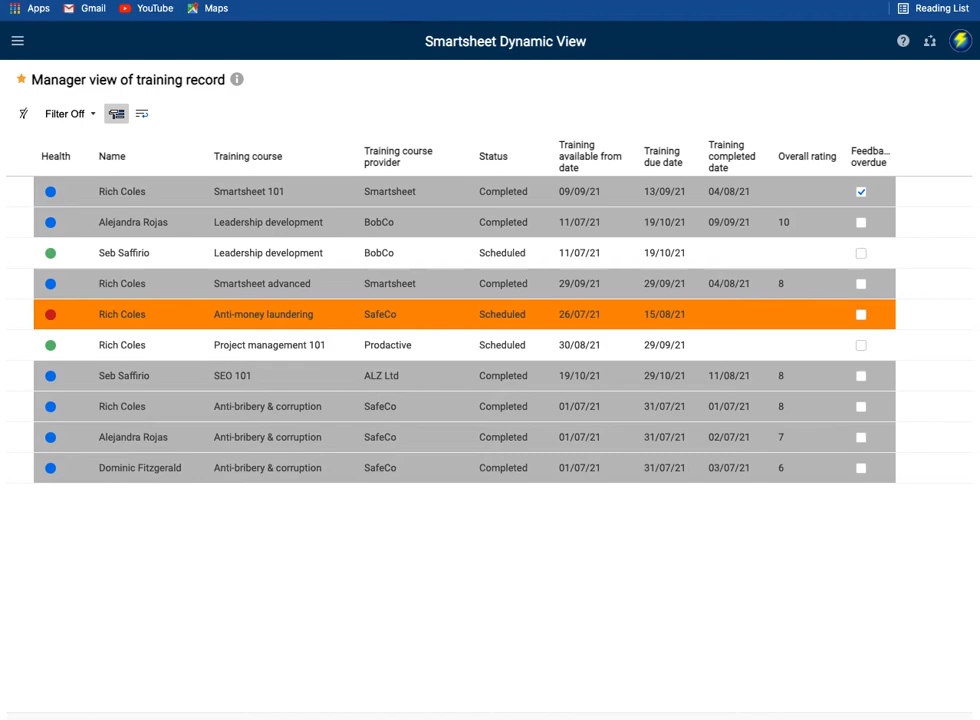 Apps Gmail YouTube Maps Reading List
Smartsheet Dynamic View
Manager view of training record
Filter Off
Health Name Training course Training course provider Status Training available from date Training due date Training completed date Overall rating Feedba... overdue
Rich Coles Smartsheet 101 Smartsheet Completed 09/09/21 13/09/21 04/08/21
Alejandra Rojas Leadership development BobCo Completed 11/07/21 19/10/21 09/09/21 10
Seb Saffirio Leadership development BobCo Scheduled 11/07/21 19/10/21
Rich Coles Smartsheet advanced Smartsheet Completed 29/09/21 29/09/21 04/08/21 8
Rich Coles Anti-money laundering SafeCo Scheduled 26/07/21 15/08/21
Rich Coles Project management 101 Prodactive Scheduled 30/08/21 29/09/21
Seb Saffirio SEO 101 ALZ Ltd Completed 19/10/21 29/10/21 11/08/21 8
Rich Coles Anti-bribery & corruption SafeCo Completed 01/07/21 31/07/21 01/07/21 8
Alejandra Rojas Anti-bribery & corruption SafeCo Completed 01/07/21 31/07/21 02/07/21 7
Dominic Fitzgerald Anti-bribery & corruption SafeCo Completed 01/07/21 31/07/21 03/07/21 6